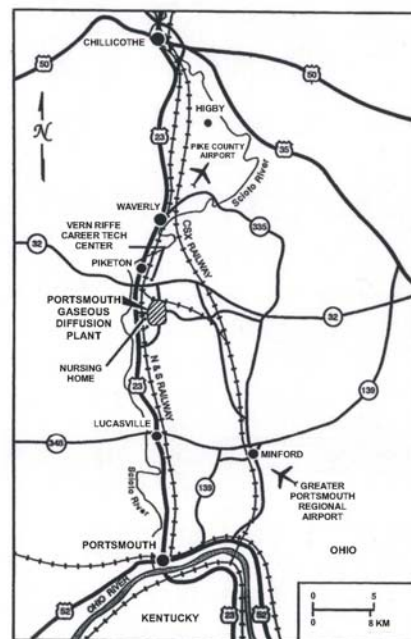 CHILLICOTHE
50
50
N
HIGBY
23
PIKE COUNTY
AIRPORT
35
Scioto River
WAVERLY
VERN RIFFE
CAREER TECH
CENTER
335
CSX RAILWAY
32
PIKETON
PORTSMOUTH
GASEOUS
DIFFUSION
PLANT
32
NURSING
HOME
N & S RAILWAY
23
139
LUCASVILLE
348
MINFORD
Scioto
River
139
GREATER
PORTSMOUTH
REGIONAL
AIRPORT
PORTSMOUTH
OHIO
52
OHIO RIVER
KENTUCKY
23
52
0 5
0 8 KM